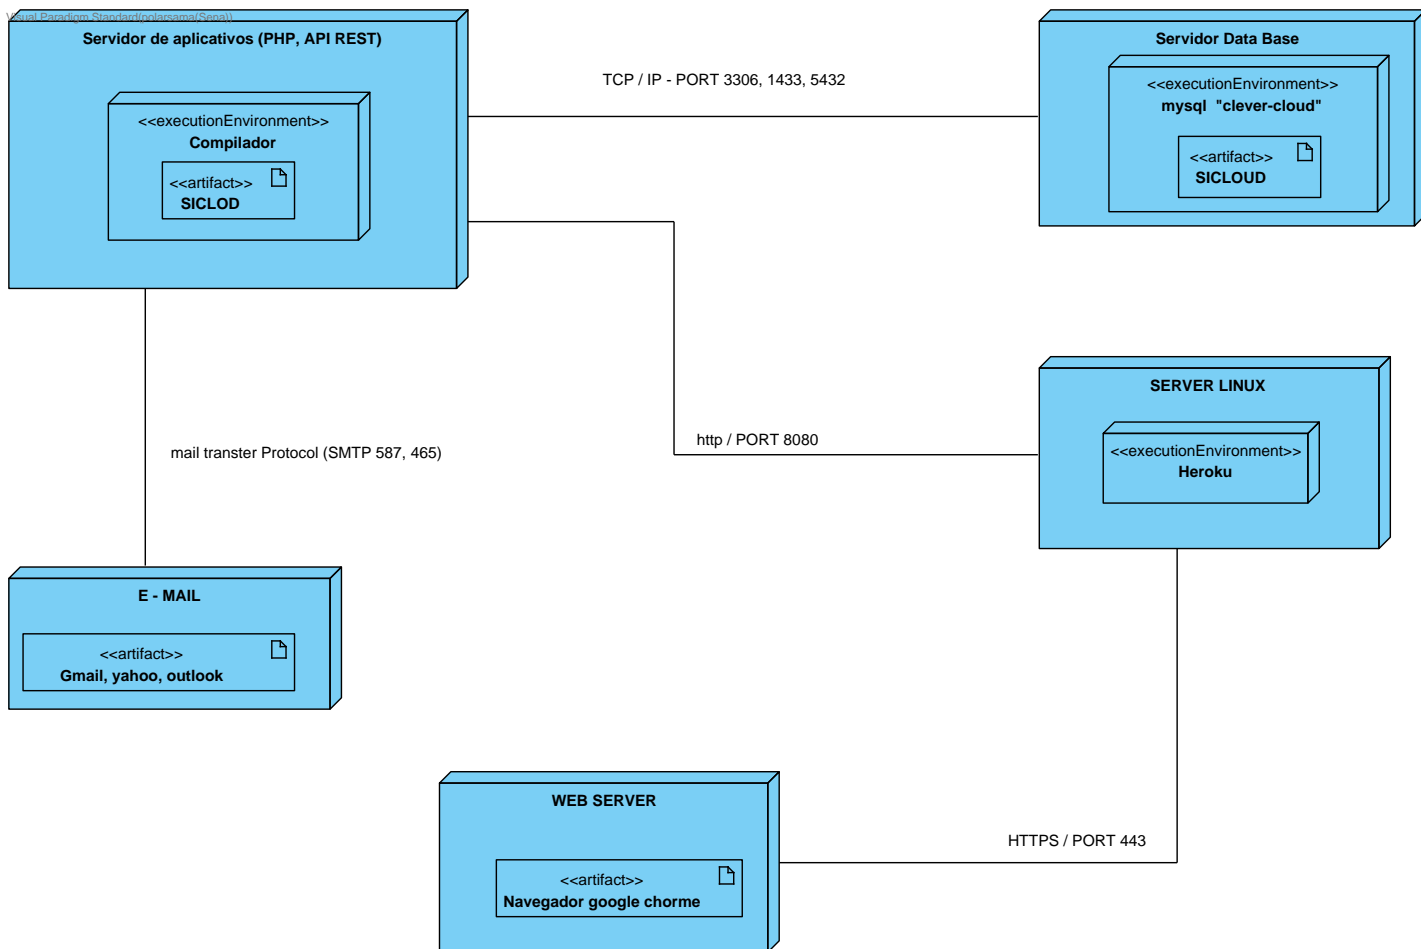 Visual Paradigm Standard(polarsama(Sena))
Servidor de aplicativos (PHP, API REST)
<<executionEnvironment>>
Compilador
<<artifact>>
SICLOD
TCP / IP - PORT 3306, 1433, 5432
Servidor Data Base
<<executionEnvironment>>
mysql "clever-cloud"
<<artifact>>
SICLOUD
http / PORT 8080
SERVER LINUX
<<executionEnvironment>>
Heroku
mail transter Protocol (SMTP 587, 465)
E - MAIL
<<artifact>>
Gmail, yahoo, outlook
WEB SERVER
<<artifact>>
Navegador google chorme
HTTPS / PORT 443